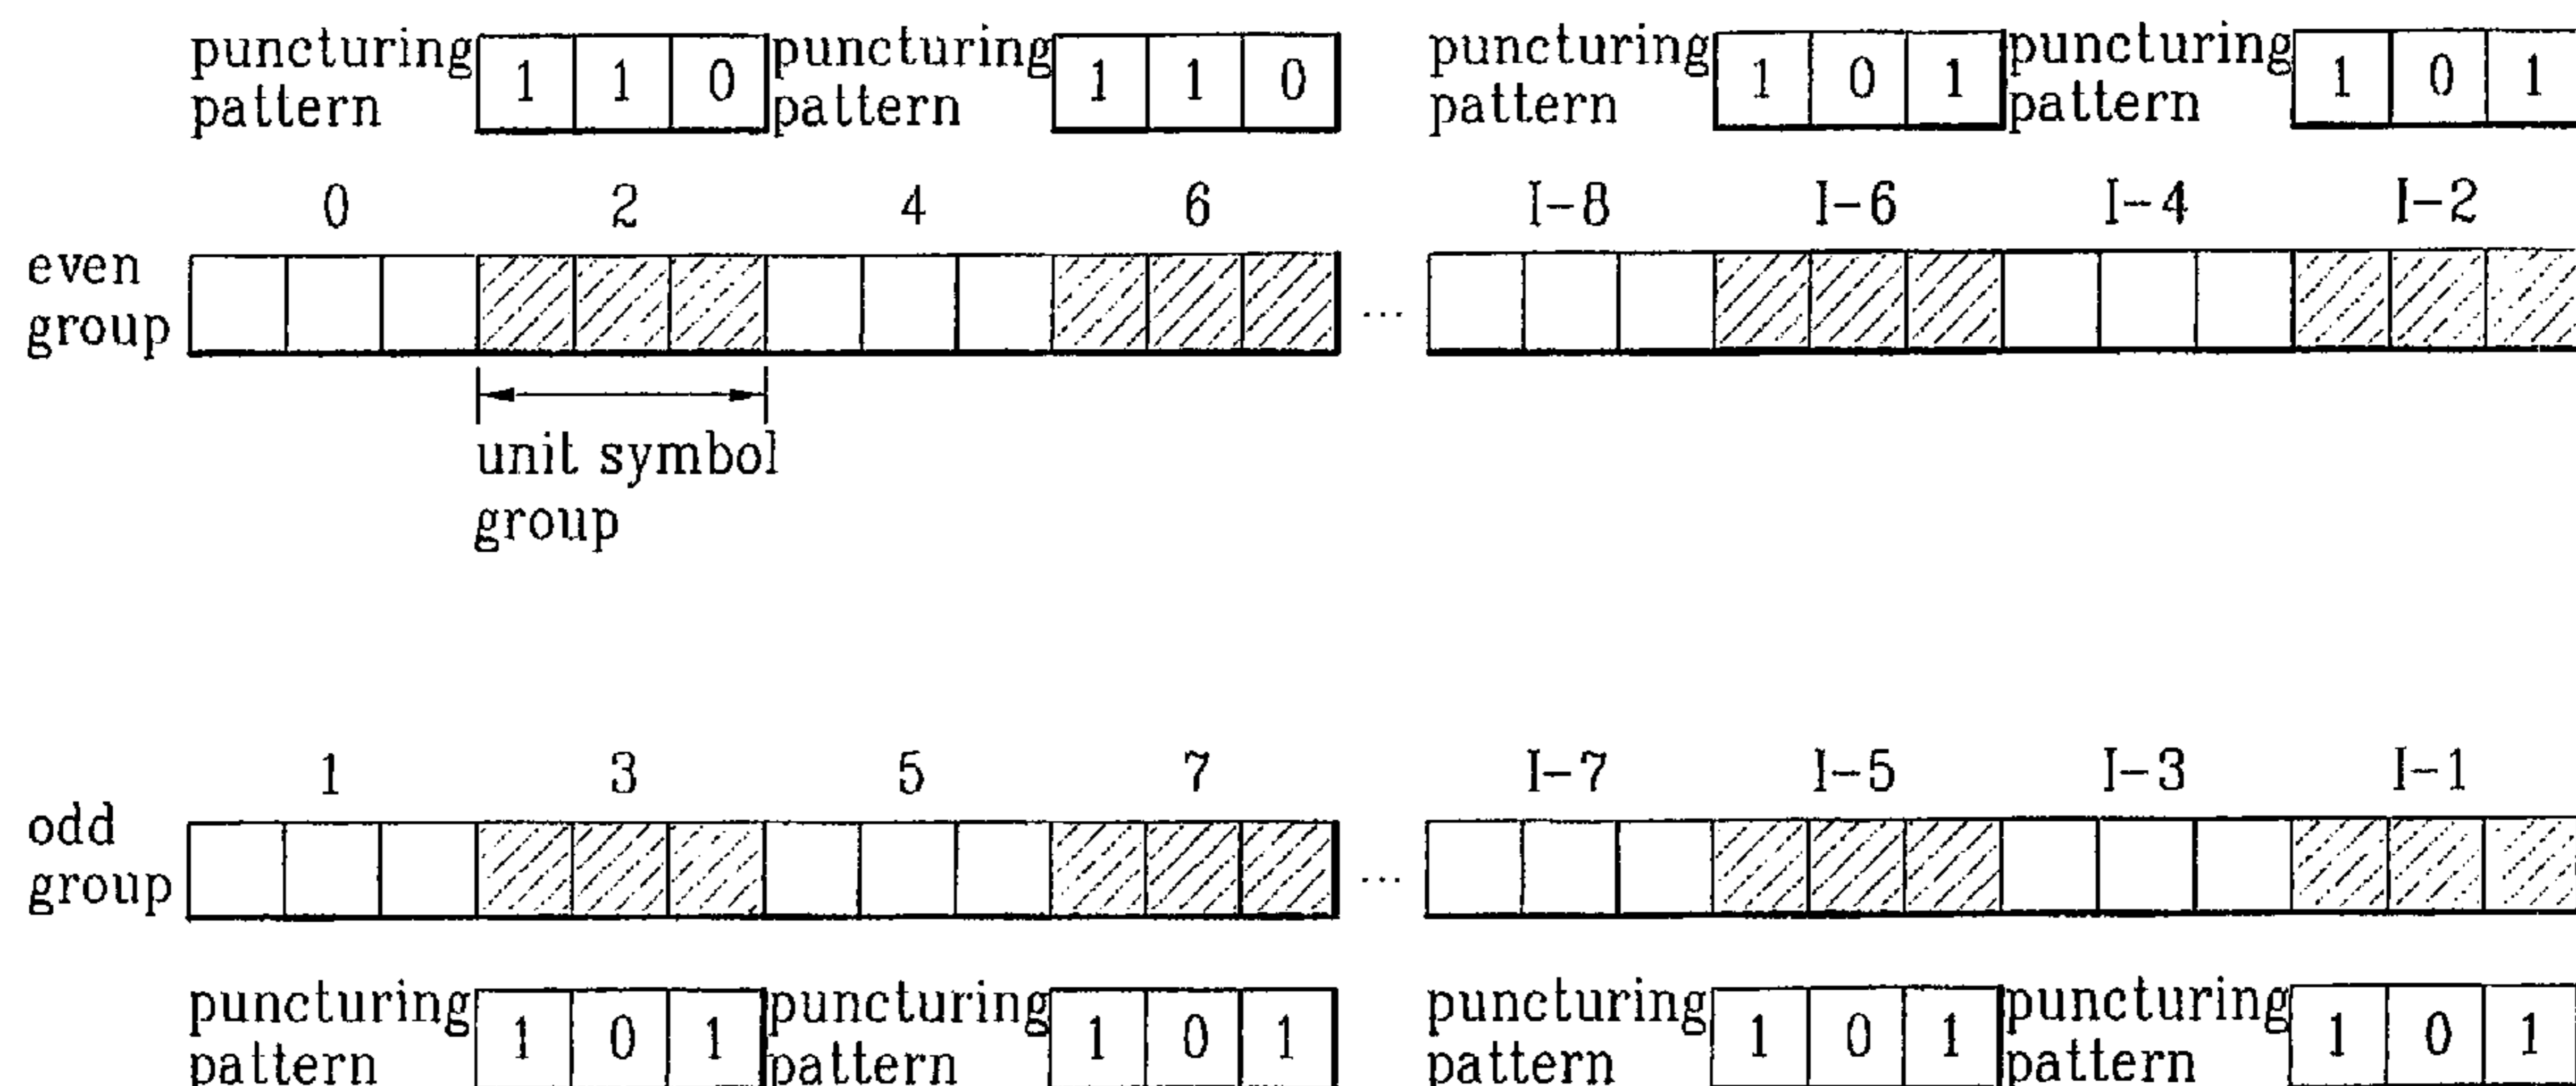 puncturing pattern 1 1 0 puncturing pattern 1 1 0 puncturing pattern 1 0 1 puncturing pattern 1 0 1
0 2 4 6 I-8 I-6 I-4 I-2
even group ...
unit symbol
group
1 3 5 7 I-7 I-5 I-3 I-1
odd group ...
puncturing pattern 1 0 1 puncturing pattern 1 0 1 puncturing pattern 1 0 1 puncturing pattern 1 0 1